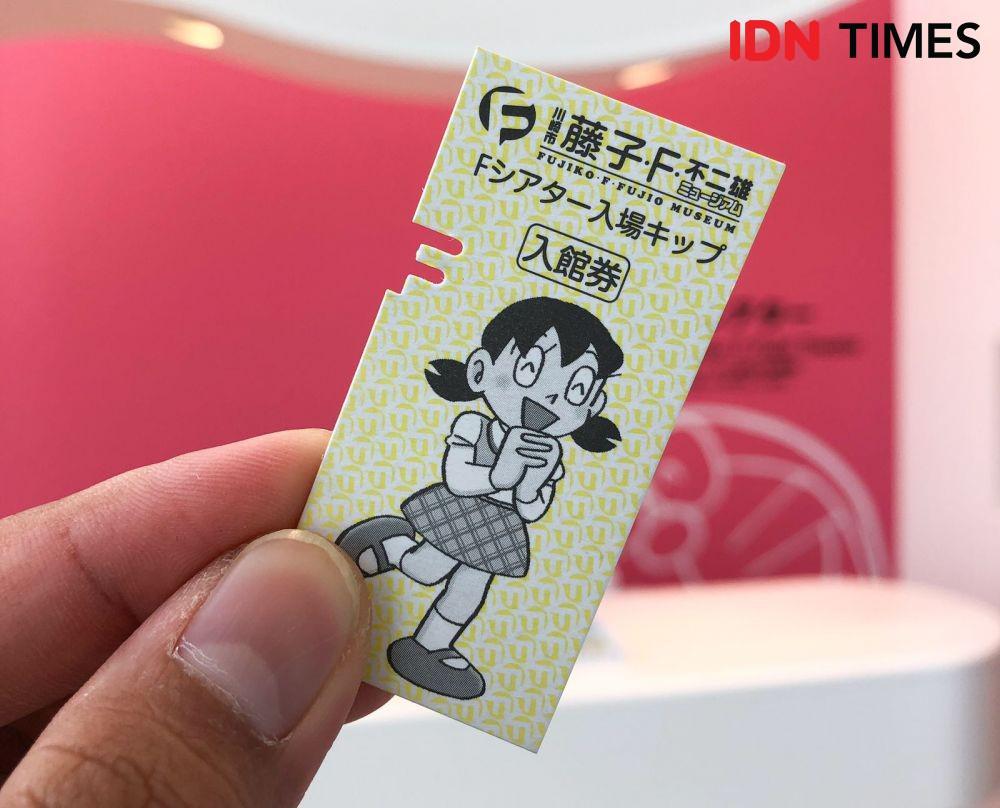 IDN TIMES
川崎市
藤子・F・不二雄
ミュージアム
FUJIKO・F・FUJIO MUSEUM
Fシアター入場キップ
入館券